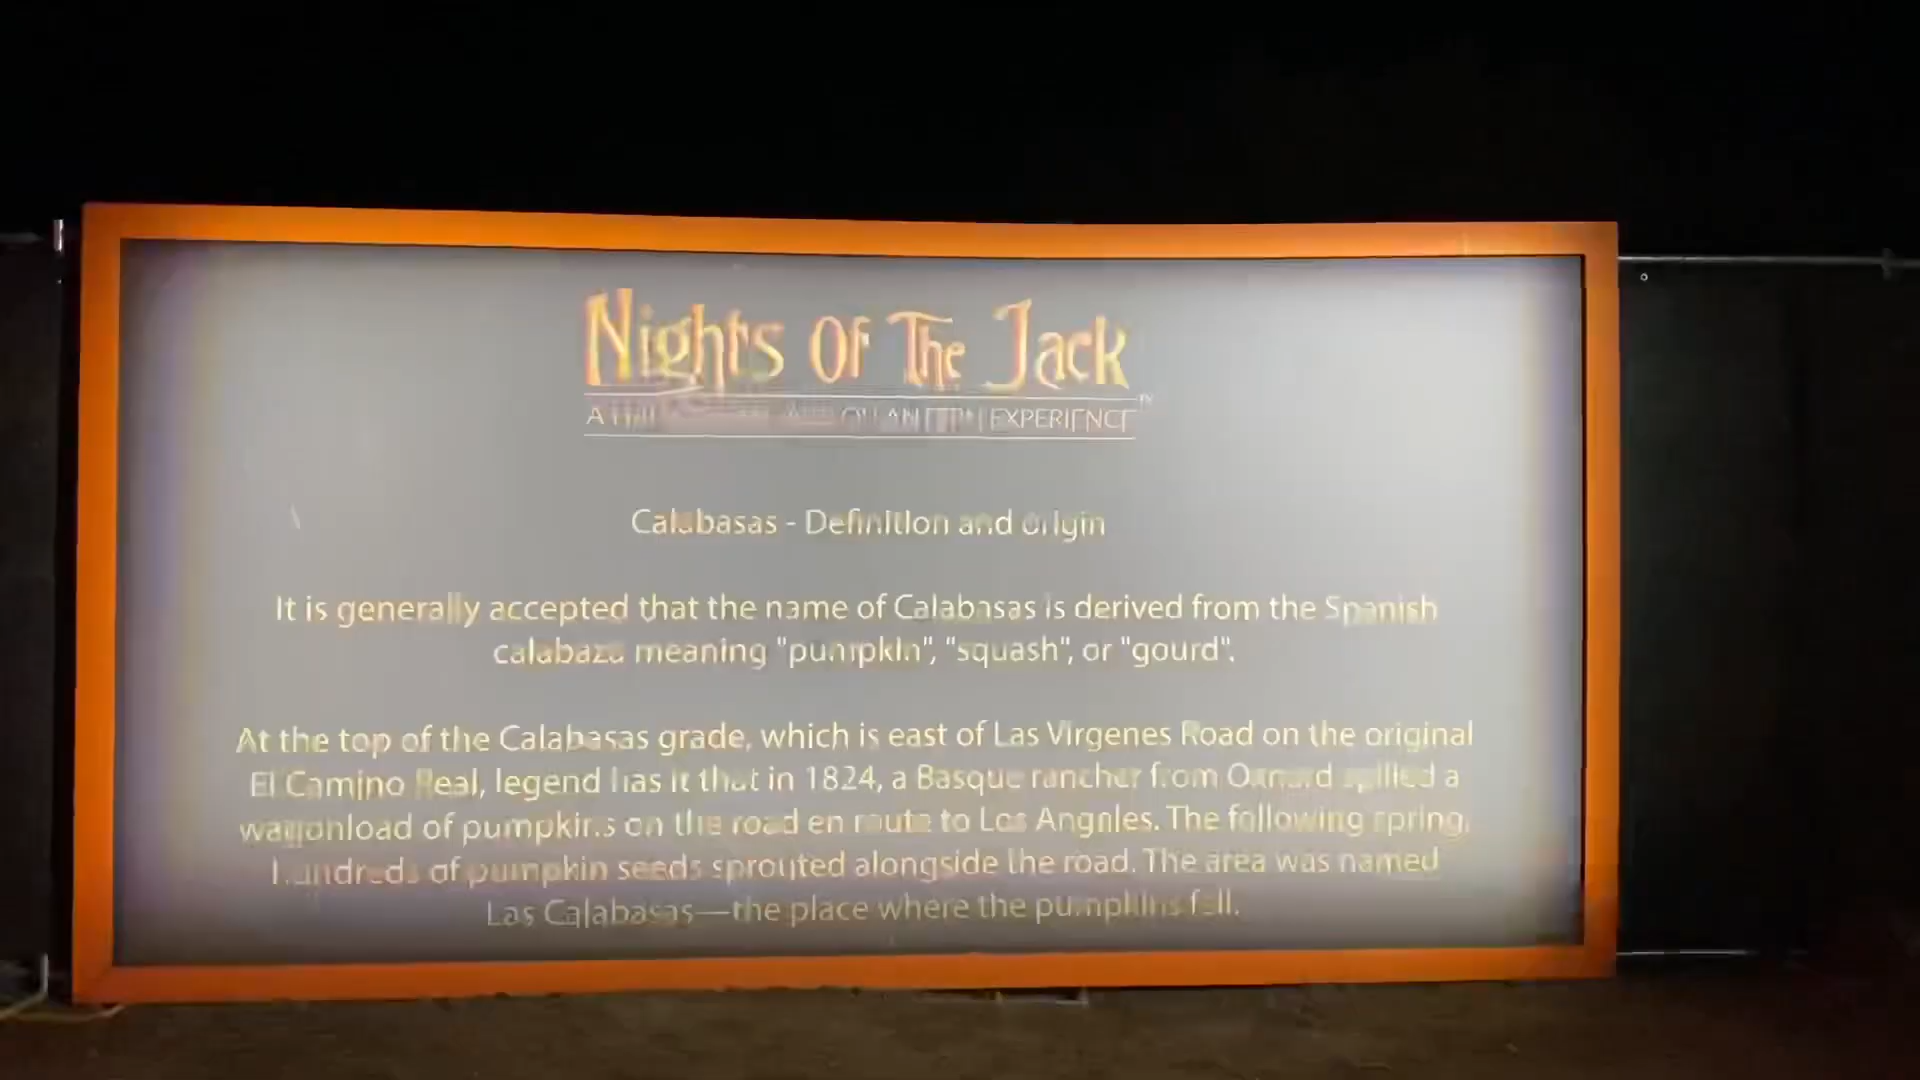 Nights Of The Jack
EXPERIENCE
Calabasas - Definition and origin
It is generally accepted that the name of Calabasas is derived from the Spanish
calabaza meaning "pumpkin", "squash", or "gourd".
At the top of the Calabasas grade, which is east of Las Virgenes Road on the original
El Camino Real, legend has it that in 1824, a Basque rancher from Oxnard spilled a
wagonload of pumpkins on the road en route to Los Angeles. The following spring,
hundreds of pumpkin seeds sprouted alongside the road. The area was named
Las Calabasas—the place where the pumpkins fell.